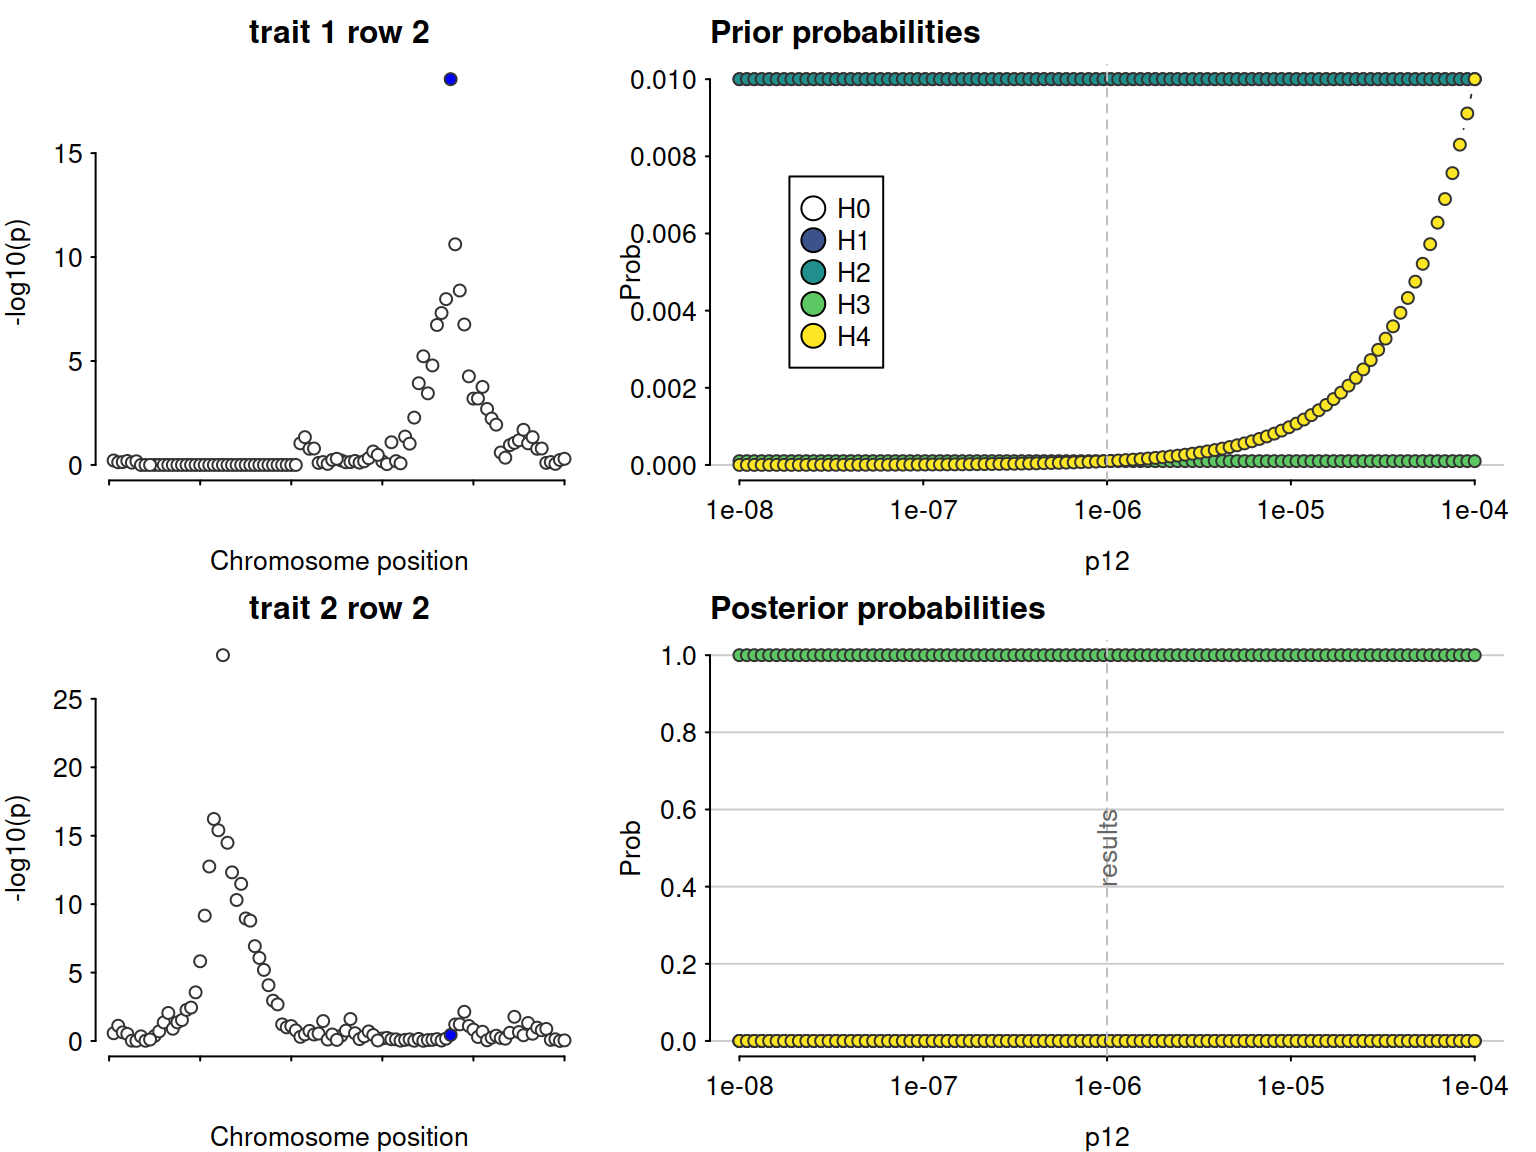 trait 1 row 2
-log10(p)
15
10
5
0
Chromosome position
Prior probabilities
Prob
0.010
0.008
0.006
0.004
0.002
0.000
H0
H1
H2
H3
H4
1e-08 1e-07 1e-06 1e-05 1e-04
p12
trait 2 row 2
-log10(p)
25
20
15
10
5
0
Chromosome position
Posterior probabilities
Prob
1.0
0.8
0.6
0.4
0.2
0.0
results
1e-08 1e-07 1e-06 1e-05 1e-04
p12